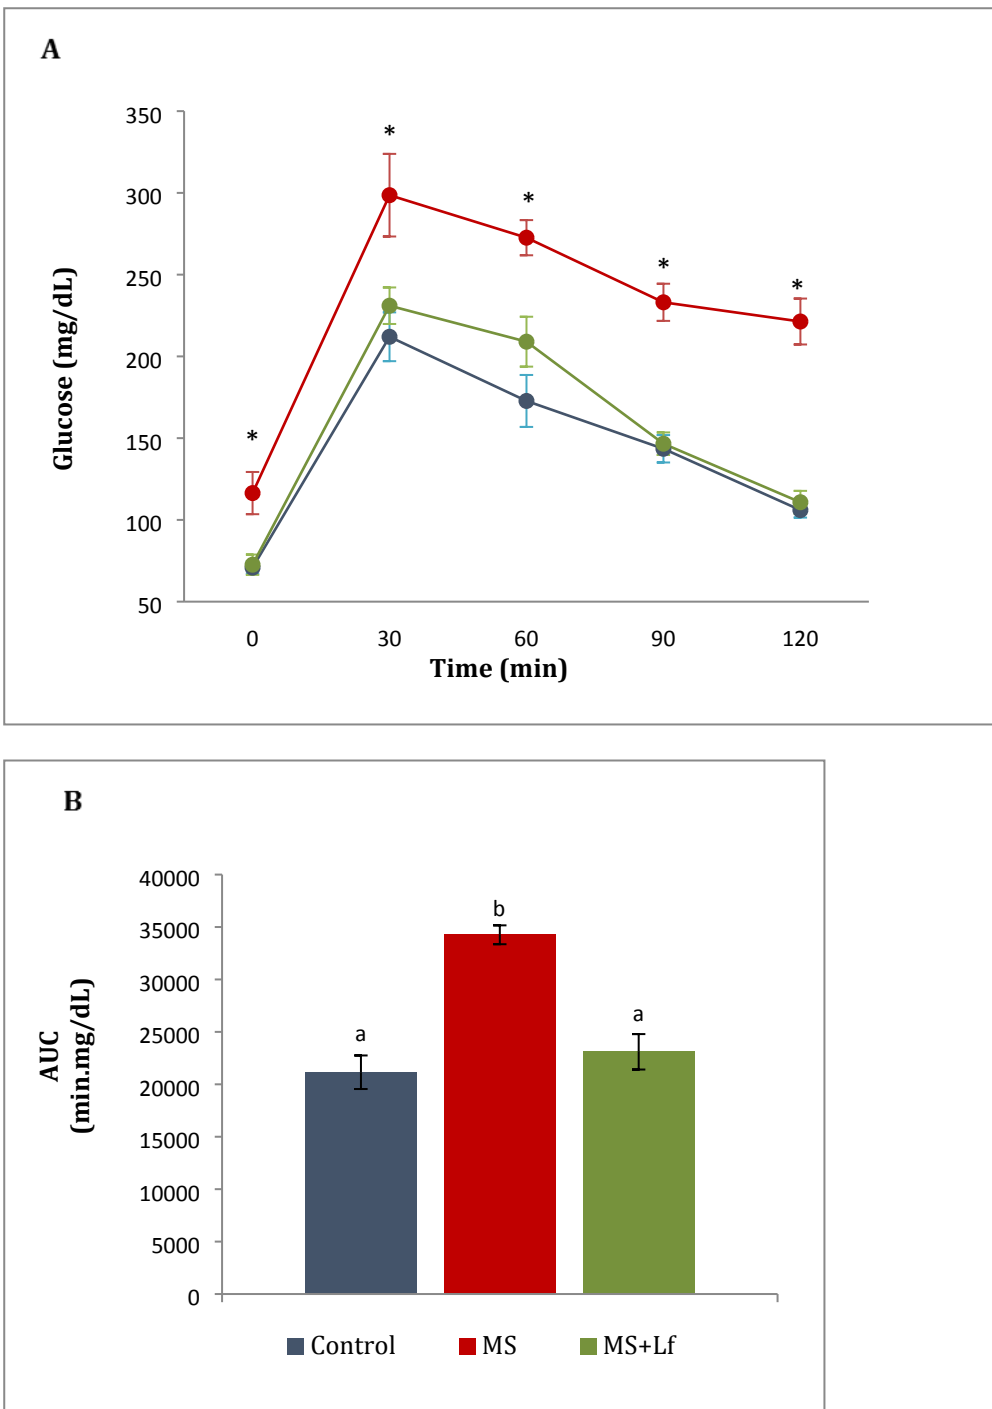 A
350
300
250
200
150
100
50
Glucose (mg/dL)
* * * * *
0 30 60 90 120
Time (min)
B
40000
35000
30000
25000
20000
15000
10000
5000
0
AUC
(min.mg/dL)
a b a
Control MS MS+Lf